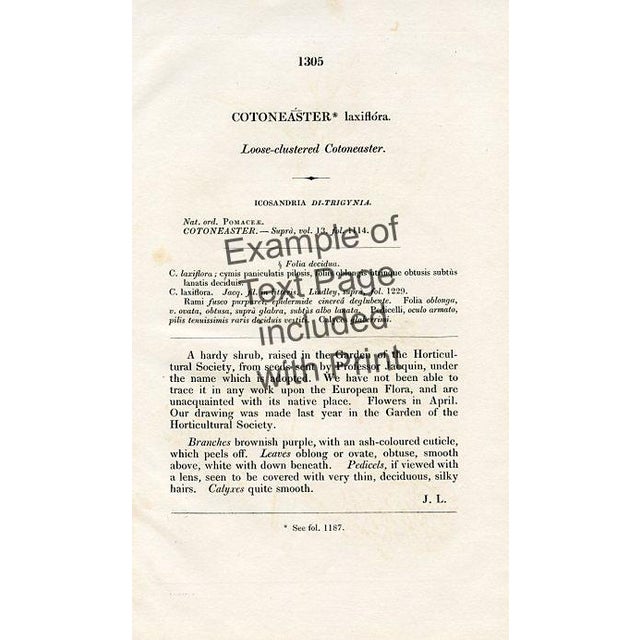 1305
COTONEASTER* laxiflóra.
Loose-clustered Cotoneaster.
ICOSANDRIA DI-TRIGYNIA.
Nat. ord. POMACEÆ.
COTONEASTER.—Suprà, vol. 13, fol. 1114.
§ Folia decidua.
C. laxiflora; cymis paniculatis pilosis, foliis oblongis utrinque obtusis subtùs
lanatis deciduis.
C. laxiflora. Jacq. fil. in litteris. Lindley, suprà, fol. 1229.
Rami fusco purpurei, epidermide cinereâ deglubente. Folia oblonga,
v. ovata, obtusa, suprà glabra, subtùs albo lanata. Pedicelli, oculo armato,
pilis tenuissimis raris deciduis vestiti. Calyces glaberrimi.
A hardy shrub, raised in the Garden of the Horticul-
tural Society, from seeds sent by Professor Jacquin, under
the name which is adopted. We have not been able to
trace it in any work upon the European Flora, and are
unacquainted with its native place. Flowers in April.
Our drawing was made last year in the Garden of the
Horticultural Society.
Branches brownish purple, with an ash-coloured cuticle,
which peels off. Leaves oblong or ovate, obtuse, smooth
above, white with down beneath. Pedicels, if viewed with
a lens, seen to be covered with very thin, deciduous, silky
hairs. Calyxes quite smooth.
J. L.
* See fol. 1187.
Example of
Text Page
included
With Print